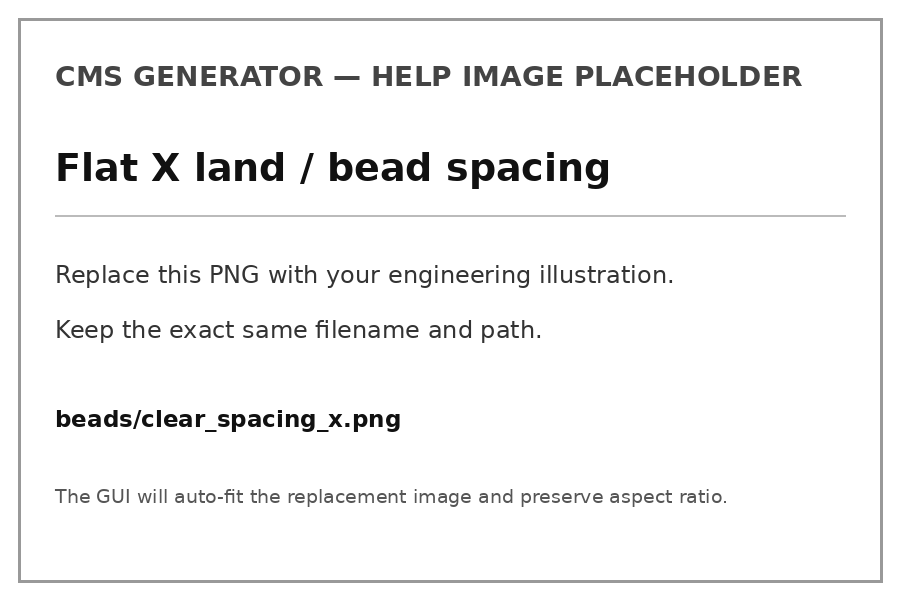 CMS GENERATOR — HELP IMAGE PLACEHOLDER
Flat X land / bead spacing
Replace this PNG with your engineering illustration.
Keep the exact same filename and path.
beads/clear_spacing_x.png
The GUI will auto-fit the replacement image and preserve aspect ratio.